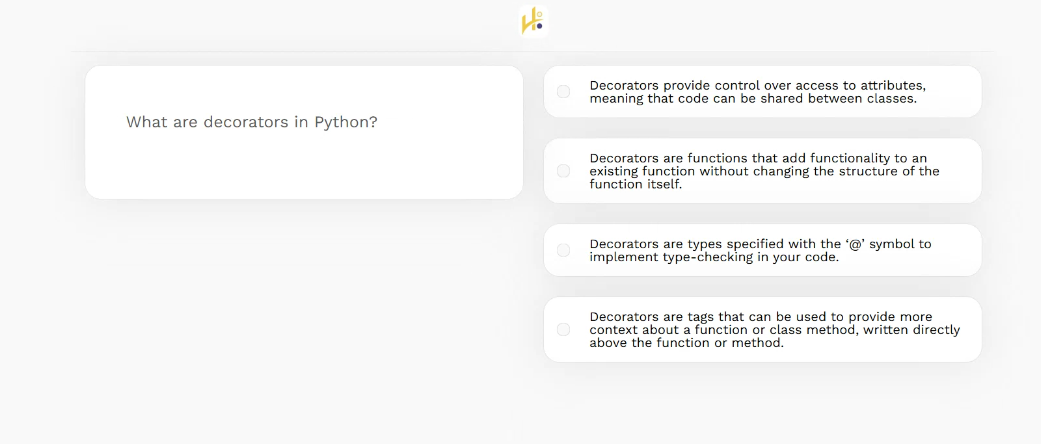 What are decorators in Python?
Decorators provide control over access to attributes,
meaning that code can be shared between classes.
Decorators are functions that add functionality to an
existing function without changing the structure of the
function itself.
Decorators are types specified with the ‘@’ symbol to
implement type-checking in your code.
Decorators are tags that can be used to provide more
context about a function or class method, written directly
above the function or method.